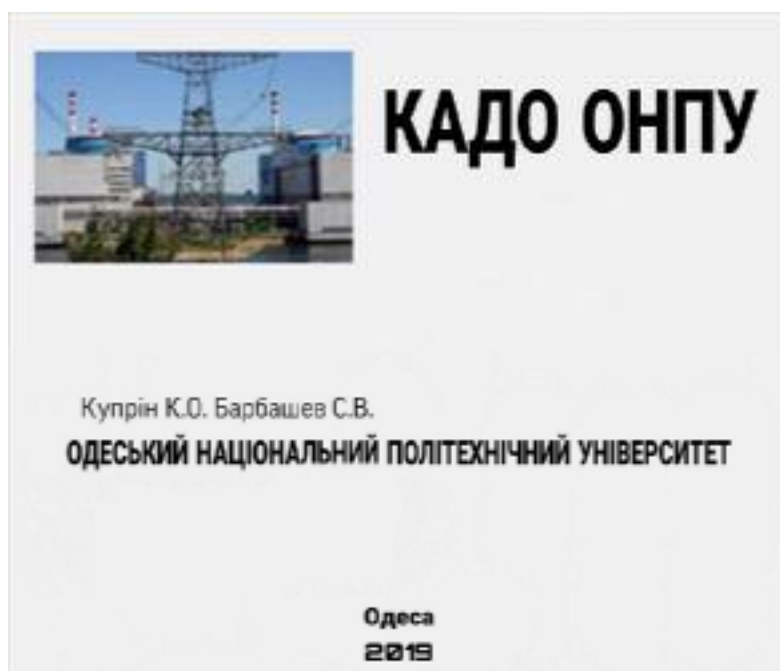 КАДО ОНПУ
Купрін К.О. Барбашев С.В.
ОДЕСЬКИЙ НАЦІОНАЛЬНИЙ ПОЛІТЕХНІЧНИЙ УНІВЕРСИТЕТ
Одеса
2019